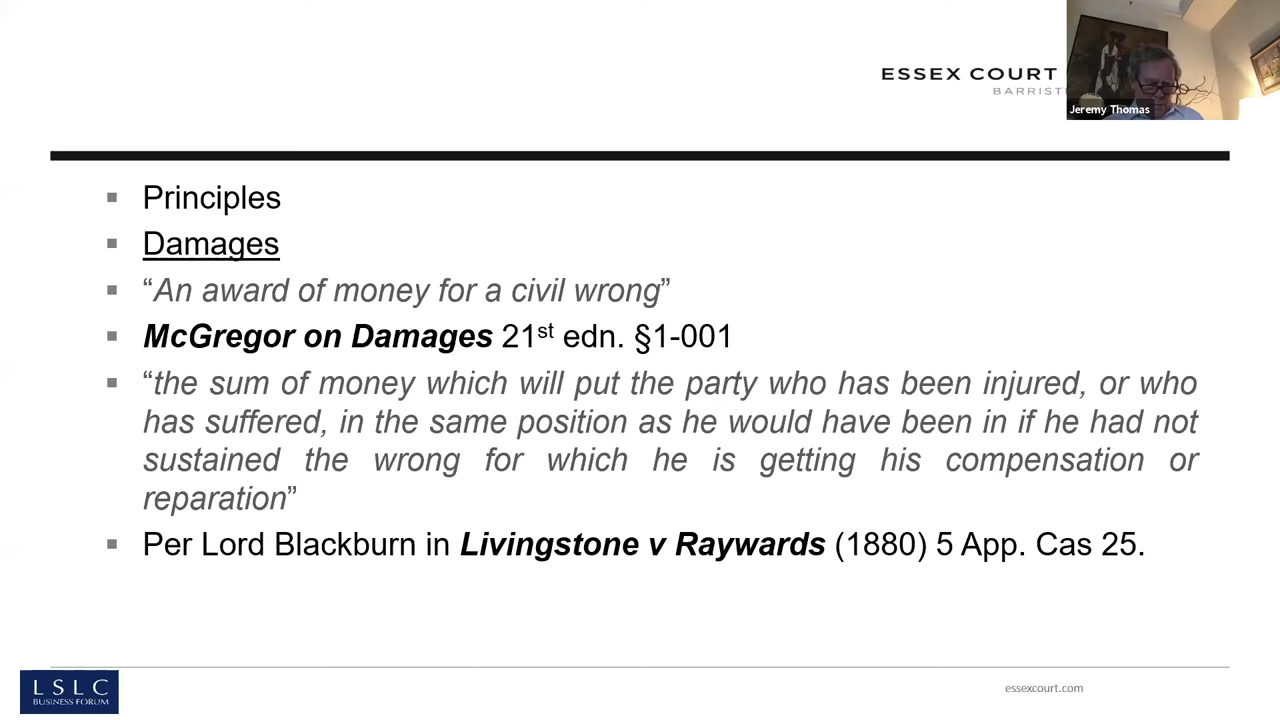 ESSEX COURT
BARRIST
Jeremy Thomas
Principles
Damages
“An award of money for a civil wrong”
McGregor on Damages 21st edn. §1-001
“the sum of money which will put the party who has been injured, or who
has suffered, in the same position as he would have been in if he had not
sustained the wrong for which he is getting his compensation or
reparation”
Per Lord Blackburn in Livingstone v Raywards (1880) 5 App. Cas 25.
LSLC
BUSINESS FORUM
essexcourt.com